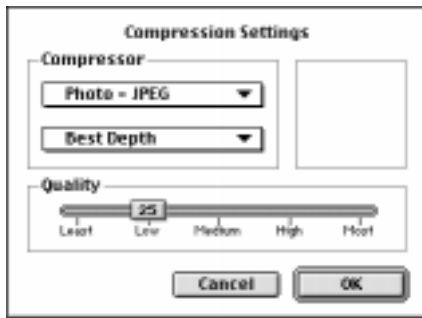 Compression Settings
Compressor
Photo - JPEG
Best Depth
Quality
25
Least Low Medium High Most
Cancel OK